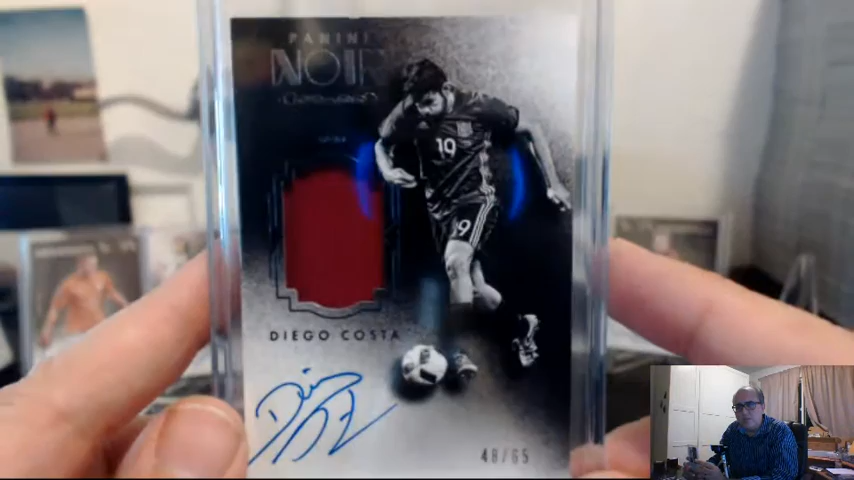 PANINI
NOIR
19
19
DIEGO COSTA
48/65